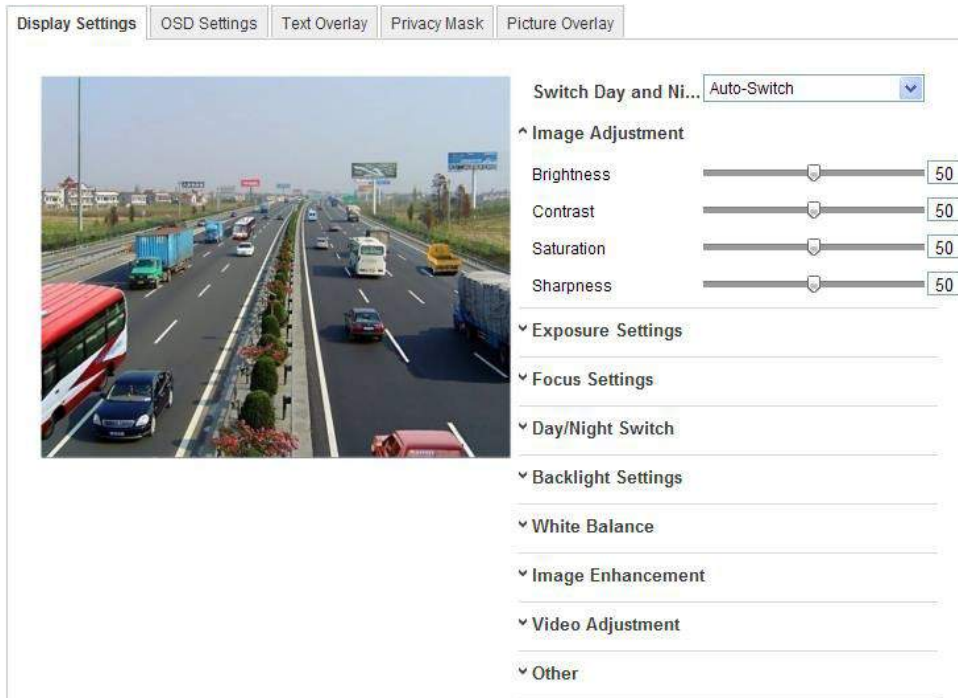 Display Settings
OSD Settings
Text Overlay
Privacy Mask
Picture Overlay
Switch Day and Ni...
Auto-Switch
Image Adjustment
Brightness
50
Contrast
50
Saturation
50
Sharpness
50
Exposure Settings
Focus Settings
Day/Night Switch
Backlight Settings
White Balance
Image Enhancement
Video Adjustment
Other